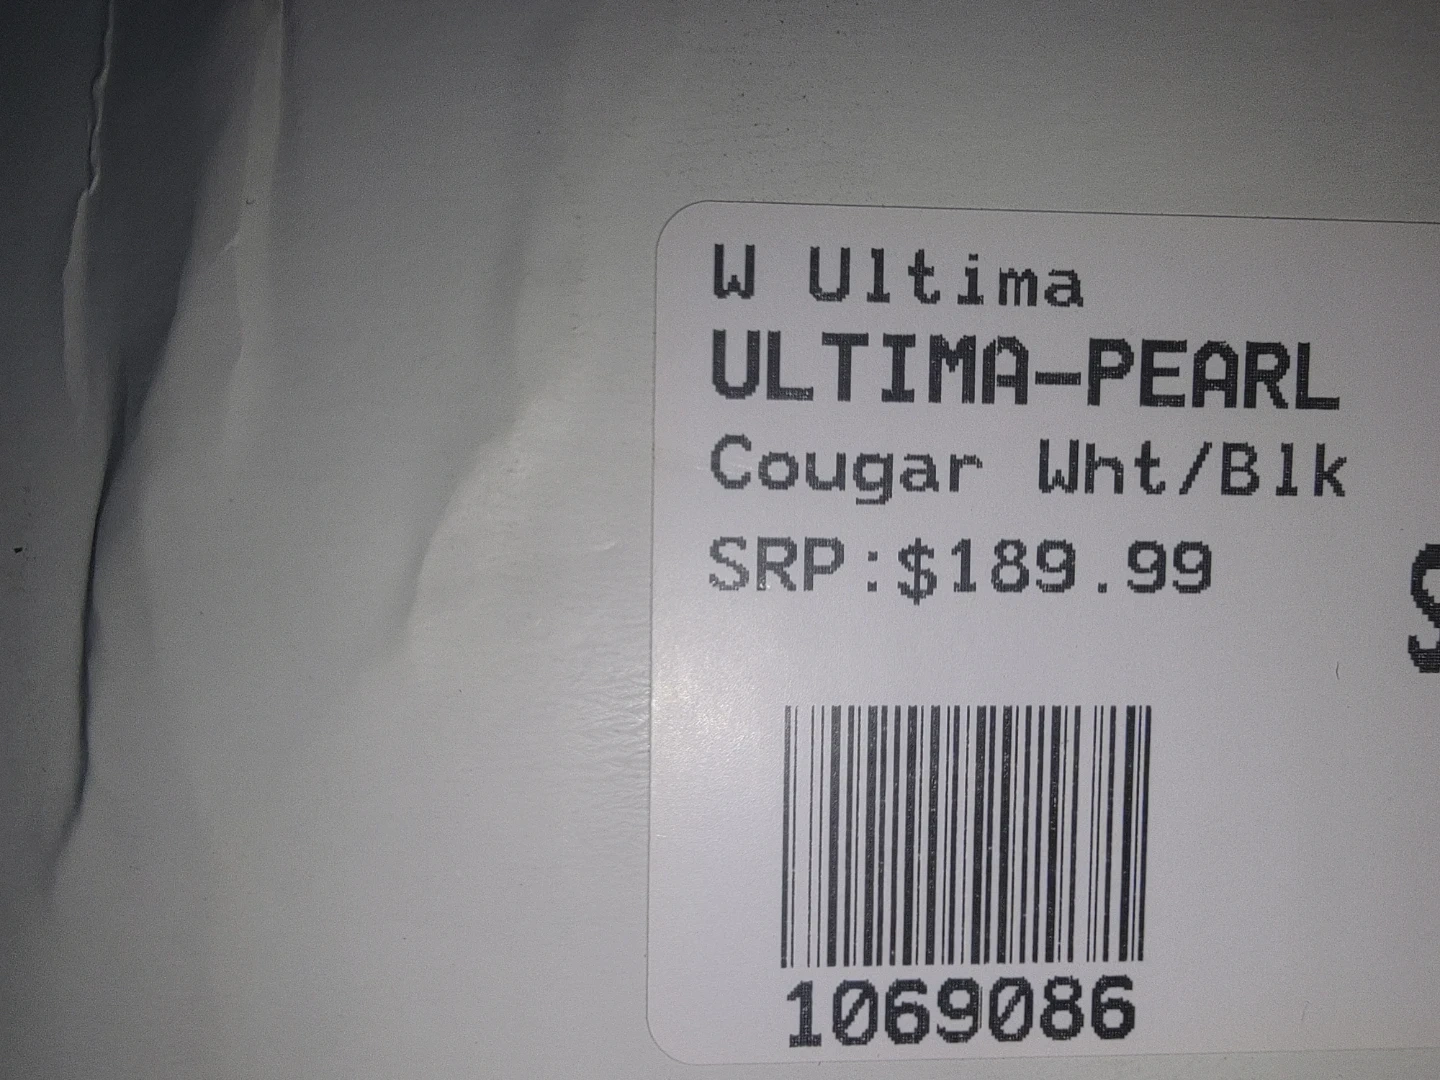 W Ultima
ULTIMA-PEARL
Cougar Wht/Blk
SRP:$189.99
1069086